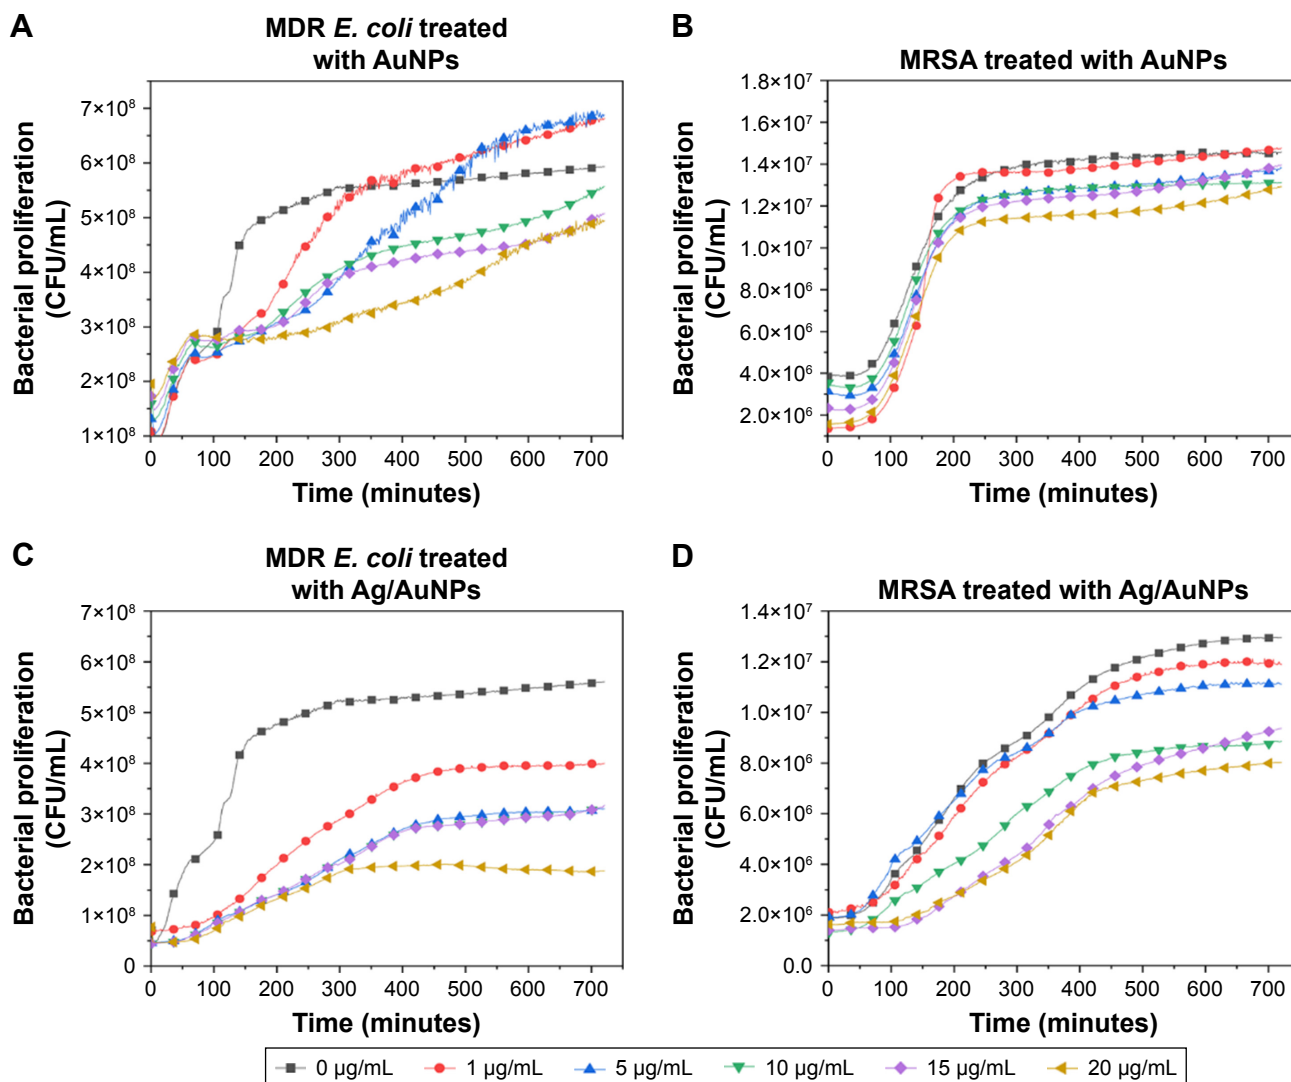 A
MDR E. coli treated
with AuNPs
Bacterial proliferation
(CFU/mL)
7×10⁸
6×10⁸
5×10⁸
4×10⁸
3×10⁸
2×10⁸
1×10⁸
0 100 200 300 400 500 600 700
Time (minutes)
B
MRSA treated with AuNPs
Bacterial proliferation
(CFU/mL)
1.8×10⁷
1.6×10⁷
1.4×10⁷
1.2×10⁷
1.0×10⁷
8.0×10⁶
6.0×10⁶
4.0×10⁶
2.0×10⁶
0 100 200 300 400 500 600 700
Time (minutes)
C
MDR E. coli treated
with Ag/AuNPs
Bacterial proliferation
(CFU/mL)
7×10⁸
6×10⁸
5×10⁸
4×10⁸
3×10⁸
2×10⁸
1×10⁸
0
0 100 200 300 400 500 600 700
Time (minutes)
D
MRSA treated with Ag/AuNPs
Bacterial proliferation
(CFU/mL)
1.4×10⁷
1.2×10⁷
1.0×10⁷
8.0×10⁶
6.0×10⁶
4.0×10⁶
2.0×10⁶
0.0
0 100 200 300 400 500 600 700
Time (minutes)
0 µg/mL 1 µg/mL 5 µg/mL 10 µg/mL 15 µg/mL 20 µg/mL